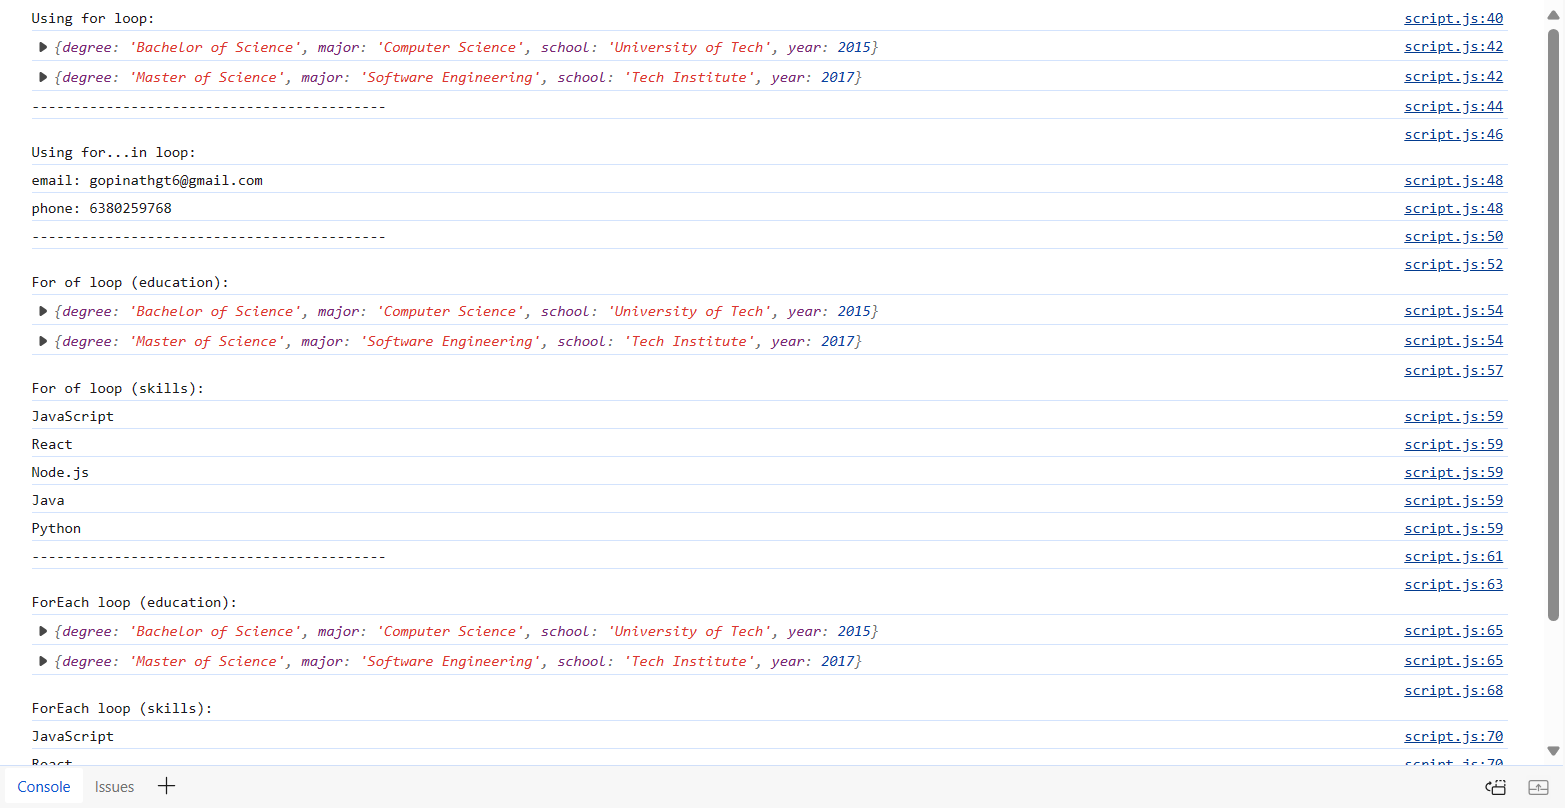 Using for loop: script.js:40
{degree: 'Bachelor of Science', major: 'Computer Science', school: 'University of Tech', year: 2015} script.js:42
{degree: 'Master of Science', major: 'Software Engineering', school: 'Tech Institute', year: 2017} script.js:42
------------------------------------------- script.js:44
script.js:46
Using for...in loop:
email: gopinathgt6@gmail.com script.js:48
phone: 6380259768 script.js:48
------------------------------------------- script.js:50
script.js:52
For of loop (education):
{degree: 'Bachelor of Science', major: 'Computer Science', school: 'University of Tech', year: 2015} script.js:54
{degree: 'Master of Science', major: 'Software Engineering', school: 'Tech Institute', year: 2017} script.js:54
script.js:57
For of loop (skills):
JavaScript script.js:59
React script.js:59
Node.js script.js:59
Java script.js:59
Python script.js:59
------------------------------------------- script.js:61
script.js:63
ForEach loop (education):
{degree: 'Bachelor of Science', major: 'Computer Science', school: 'University of Tech', year: 2015} script.js:65
{degree: 'Master of Science', major: 'Software Engineering', school: 'Tech Institute', year: 2017} script.js:65
script.js:68
ForEach loop (skills):
JavaScript script.js:70
React script.js:70
Console Issues